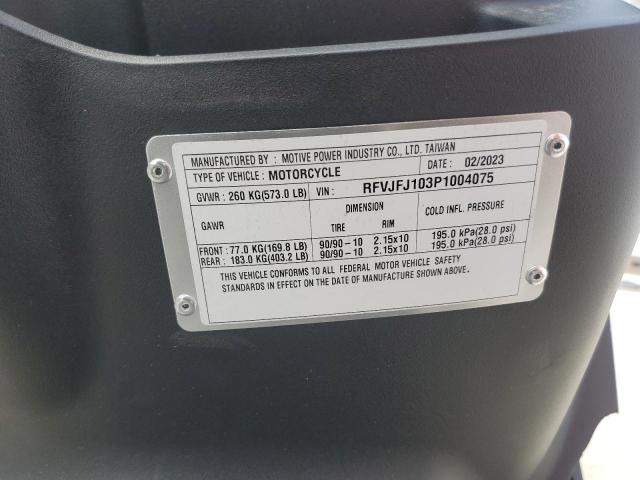 MANUFACTURED BY : MOTIVE POWER INDUSTRY CO., LTD. TAIWAN
TYPE OF VEHICLE : MOTORCYCLE DATE : 02/2023
GVWR : 260 KG(573.0 LB) VIN : RFVJFJ103P1004075
GAWR DIMENSION COLD INFL. PRESSURE
TIRE RIM
FRONT : 77.0 KG(169.8 LB) 90/90-10 2.15x10 195.0 kPa(28.0 psi)
REAR : 183.0 KG(403.2 LB) 90/90-10 2.15x10 195.0 kPa(28.0 psi)
THIS VEHICLE CONFORMS TO ALL FEDERAL MOTOR VEHICLE SAFETY
STANDARDS IN EFFECT ON THE DATE OF MANUFACTURE SHOWN ABOVE.